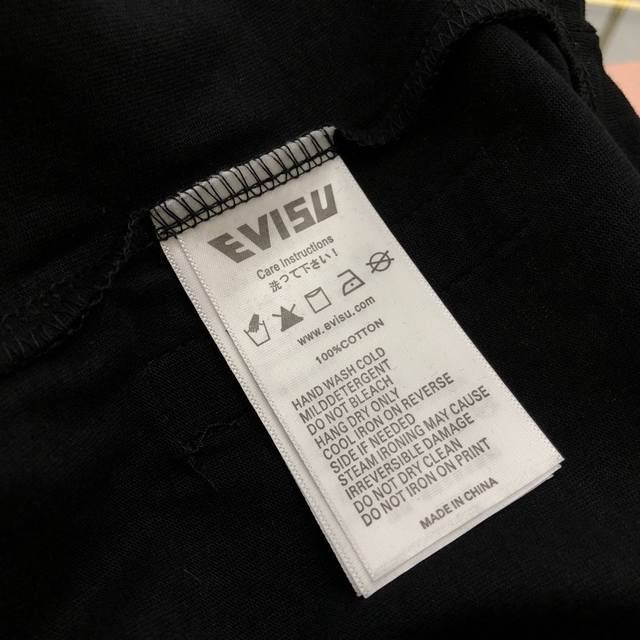 EVISU
Care Instructions
洗って下さい!
www.evisu.com
100%COTTON
HAND WASH COLD
MILDDETERGENT
DO NOT BLEACH
HANG DRY ONLY
COOL IRON ON REVERSE
SIDE IF NEEDED
STEAM IRONING MAY CAUSE
IRREVERSIBLE DAMAGE
DO NOT DRY CLEAN
DO NOT IRON ON PRINT
MADE IN CHINA